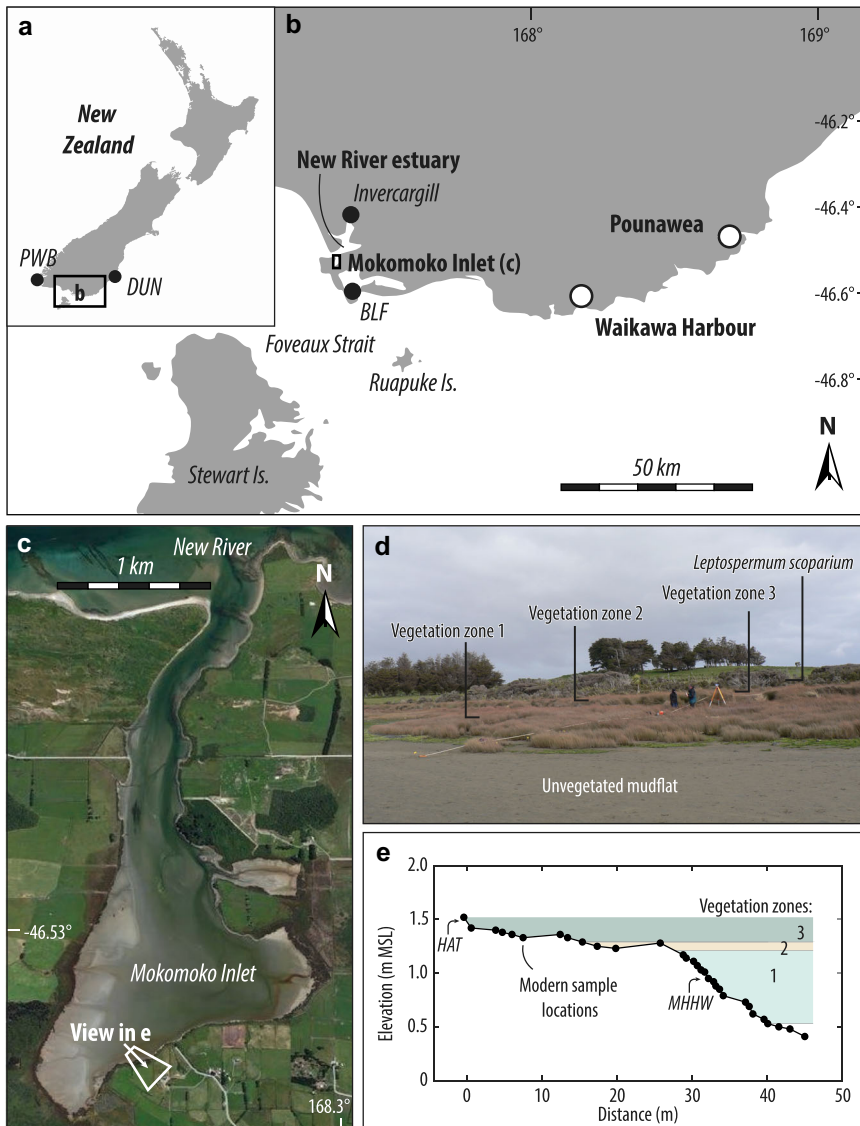 a
New
Zealand
PWB
b
DUN
b
168°
169°
-46.2°
-46.4°
-46.6°
-46.8°
New River estuary
Invercargill
Mokomoko Inlet (c)
BLF
Foveaux Strait
Ruapuke Is.
Stewart Is.
Pounawea
Waikawa Harbour
N
50 km
c
New River
1 km
N
-46.53°
Mokomoko Inlet
View in e
168.3°
d
Leptospermum scoparium
Vegetation zone 3
Vegetation zone 2
Vegetation zone 1
Unvegetated mudflat
e
2.0
1.5
1.0
0.5
0
Elevation (m MSL)
Vegetation zones:
3
2
1
HAT
Modern sample
locations
MHHW
0
10
20
30
40
50
Distance (m)